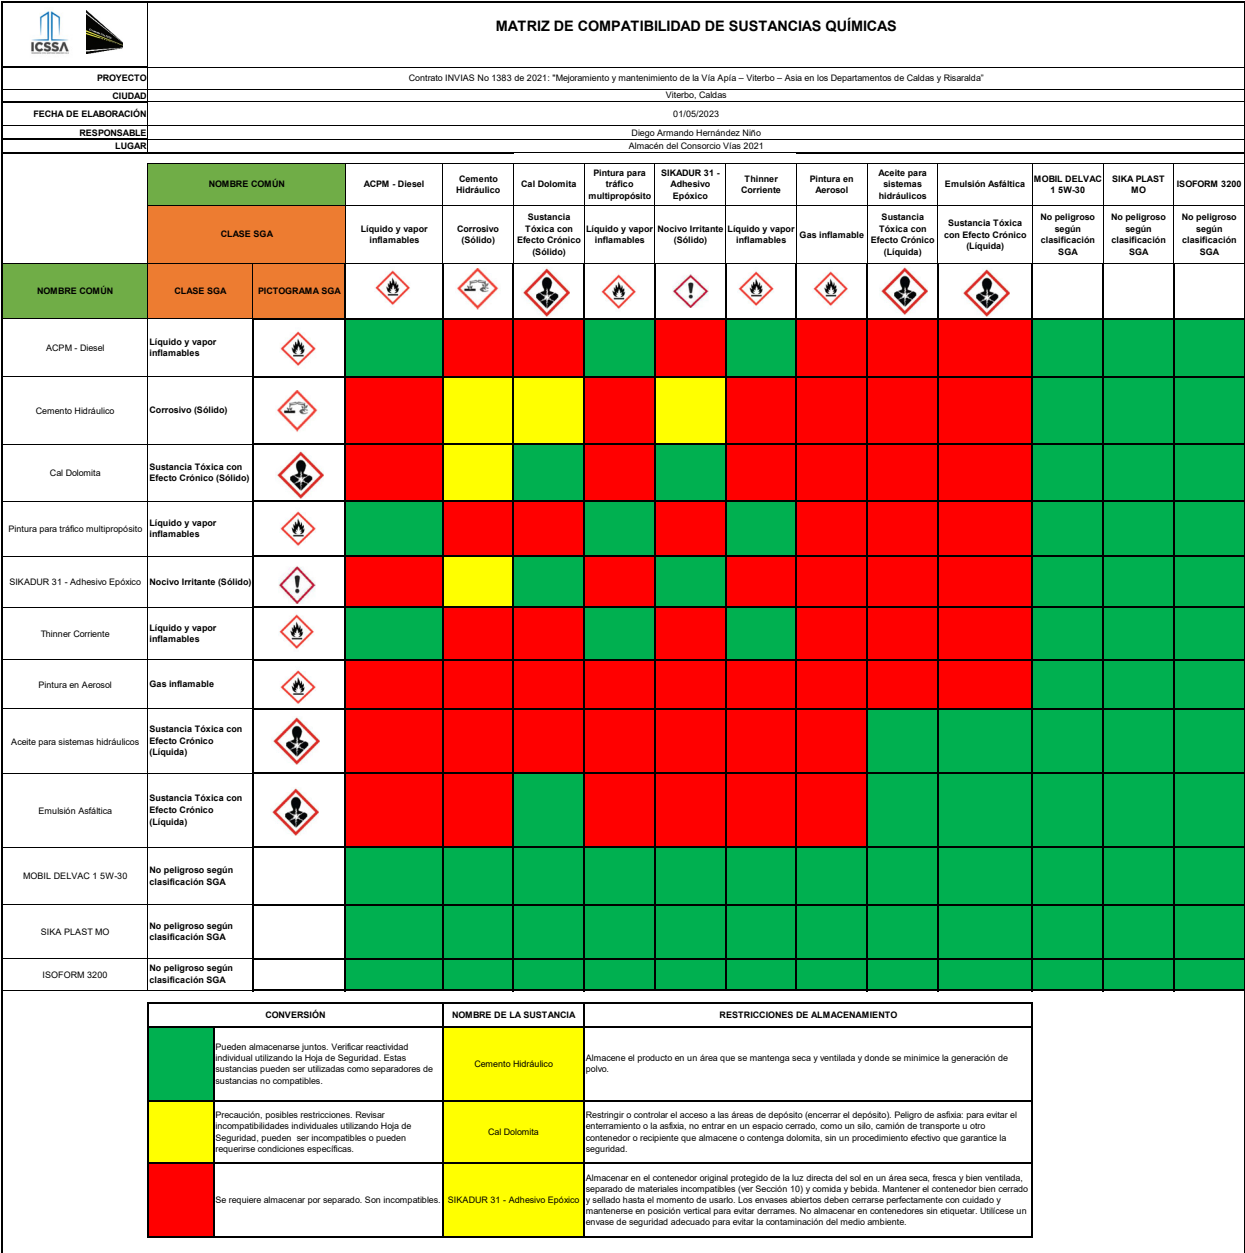 ICSSA
MATRIZ DE COMPATIBILIDAD DE SUSTANCIAS QUÍMICAS
PROYECTO
Contrato INVIAS No 1383 de 2021: "Mejoramiento y mantenimiento de la Vía Apía – Viterbo – Asia en los Departamentos de Caldas y Risaralda"
CIUDAD
Viterbo, Caldas
FECHA DE ELABORACIÓN
01/05/2023
RESPONSABLE
Diego Armando Hernández Niño
LUGAR
Almacén del Consorcio Vías 2021
NOMBRE COMÚN
ACPM - Diesel
Cemento
Hidráulico
Cal Dolomita
Pintura para
tráfico
multipropósito
SIKADUR 31 -
Adhesivo
Epóxico
Thinner
Corriente
Pintura en
Aerosol
Aceite para
sistemas
hidráulicos
Emulsión Asfáltica
MOBIL DELVAC
1 5W-30
SIKA PLAST
MO
ISOFORM 3200
CLASE SGA
Líquido y vapor
inflamables
Corrosivo
(Sólido)
Sustancia
Tóxica con
Efecto Crónico
(Sólido)
Líquido y vapor
inflamables
Nocivo Irritante
(Sólido)
Líquido y vapor
inflamables
Gas inflamable
Sustancia
Tóxica con
Efecto Crónico
(Líquida)
Sustancia Tóxica
con Efecto Crónico
(Líquida)
No peligroso
según
clasificación
SGA
No peligroso
según
clasificación
SGA
No peligroso
según
clasificación
SGA
NOMBRE COMÚN
CLASE SGA
PICTOGRAMA SGA
ACPM - Diesel
Líquido y vapor
inflamables
Cemento Hidráulico
Corrosivo (Sólido)
Cal Dolomita
Sustancia Tóxica con
Efecto Crónico (Sólido)
Pintura para tráfico multipropósito
Líquido y vapor
inflamables
SIKADUR 31 - Adhesivo Epóxico
Nocivo Irritante (Sólido)
Thinner Corriente
Líquido y vapor
inflamables
Pintura en Aerosol
Gas inflamable
Aceite para sistemas hidráulicos
Sustancia Tóxica con
Efecto Crónico
(Líquida)
Emulsión Asfáltica
Sustancia Tóxica con
Efecto Crónico
(Líquida)
MOBIL DELVAC 1 5W-30
No peligroso según
clasificación SGA
SIKA PLAST MO
No peligroso según
clasificación SGA
ISOFORM 3200
No peligroso según
clasificación SGA
CONVERSIÓN
NOMBRE DE LA SUSTANCIA
RESTRICCIONES DE ALMACENAMIENTO
Pueden almacenarse juntos. Verificar reactividad
individual utilizando la Hoja de Seguridad. Estas
sustancias pueden ser utilizadas como separadores de
sustancias no compatibles.
Cemento Hidráulico
Almacene el producto en un área que se mantenga seca y ventilada y donde se minimice la generación de
polvo.
Precaución, posibles restricciones. Revisar
incompatibilidades individuales utilizando Hoja de
Seguridad, pueden ser incompatibles o pueden
requerirse condiciones específicas.
Cal Dolomita
Restringir o controlar el acceso a las áreas de depósito (encerrar el depósito). Peligro de asfixia: para evitar el
enterramiento o la asfixia, no entrar en un espacio cerrado, como un silo, camión de transporte u otro
contenedor o recipiente que almacene o contenga dolomita, sin un procedimiento efectivo que garantice la
seguridad.
Se requiere almacenar por separado. Son incompatibles.
SIKADUR 31 - Adhesivo Epóxico
Almacenar en el contenedor original protegido de la luz directa del sol en un área seca, fresca y bien ventilada,
separado de materiales incompatibles (ver Sección 10) y comida y bebida. Mantener el contenedor bien cerrado
y sellado hasta el momento de usarlo. Los envases abiertos deben cerrarse perfectamente con cuidado y
mantenerse en posición vertical para evitar derrames. No almacenar en contenedores sin etiquetar. Utilícese un
envase de seguridad adecuado para evitar la contaminación del medio ambiente.